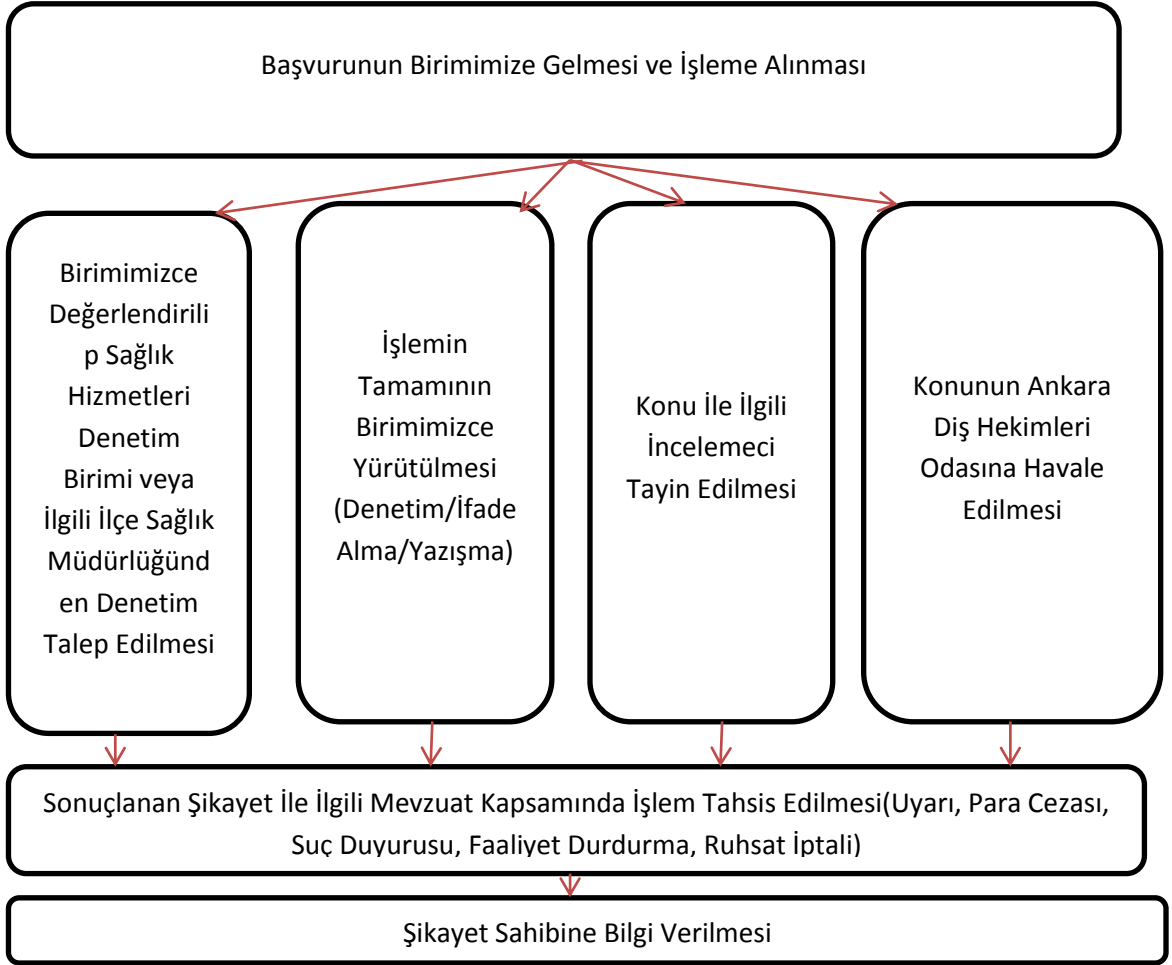 Başvurunun Birimimize Gelmesi ve İşleme Alınması
Birimimizce
Değerlendirili
p Sağlık
Hizmetleri
Denetim
Birimi veya
İlgili İlçe Sağlık
Müdürlüğünd
en Denetim
Talep Edilmesi
İşlemin
Tamamının
Birimimizce
Yürütülmesi
(Denetim/İfade
Alma/Yazışma)
Konu İle İlgili
İncelemeci
Tayin Edilmesi
Konunun Ankara
Diş Hekimleri
Odasına Havale
Edilmesi
Sonuçlanan Şikayet İle İlgili Mevzuat Kapsamında İşlem Tahsis Edilmesi(Uyarı, Para Cezası,
Suç Duyurusu, Faaliyet Durdurma, Ruhsat İptali)
Şikayet Sahibine Bilgi Verilmesi